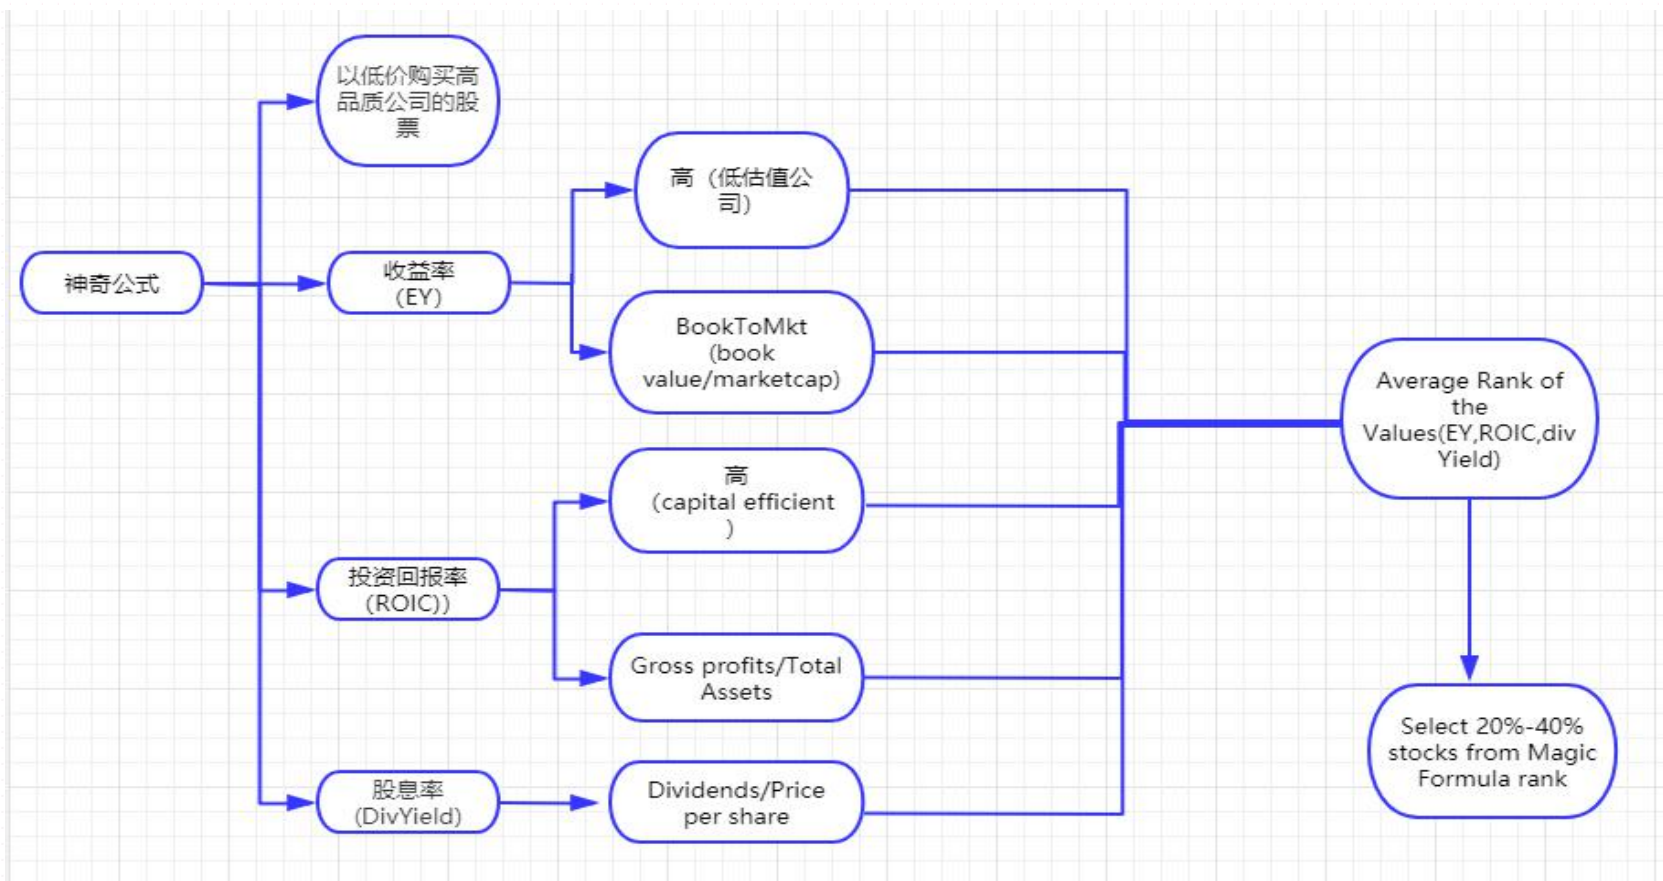 以低价购买高
品质公司的股
票
神奇公式
收益率
(EY)
高（低估值公
司）
BookToMkt
(book
value/marketcap)
高
(capital efficient
)
投资回报率
(ROIC))
Gross profits/Total
Assets
股息率
(DivYield)
Dividends/Price
per share
Average Rank of
the
Values(EY,ROIC,div
Yield)
Select 20%-40%
stocks from Magic
Formula rank